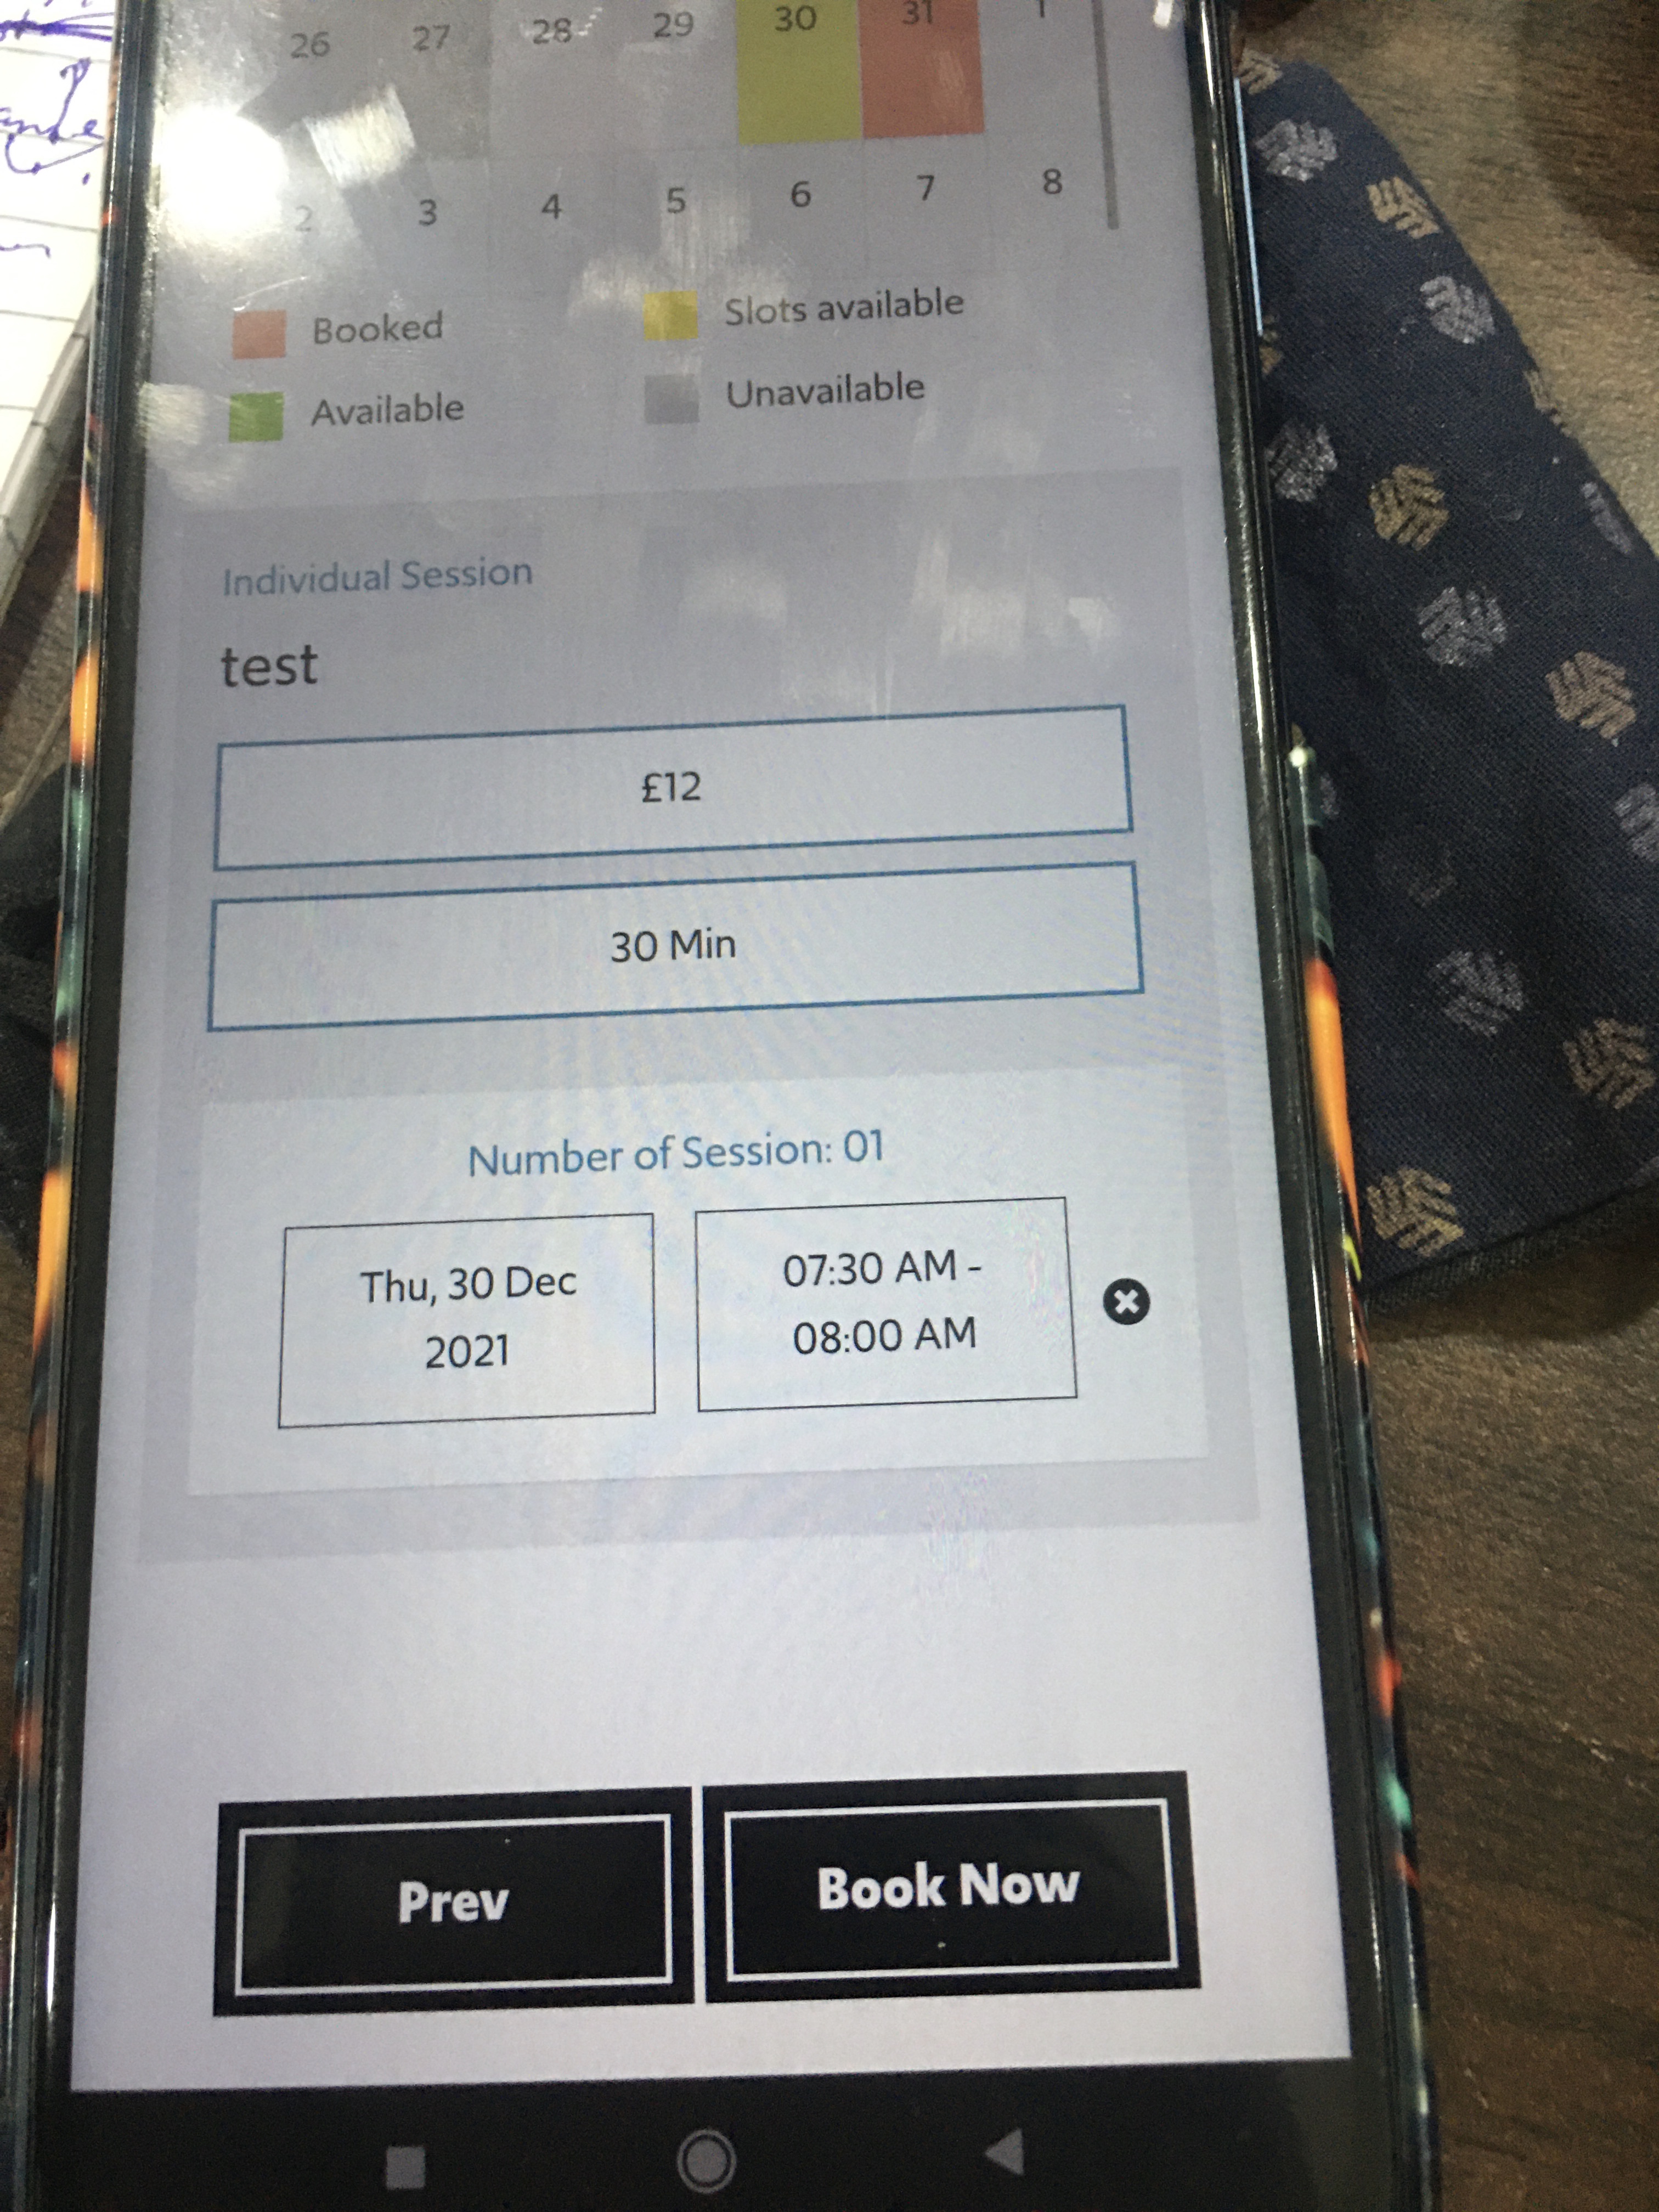 26 27 28 29 30 31 1
2 3 4 5 6 7 8
Booked Slots available
Available Unavailable
Individual Session
test
£12
30 Min
Number of Session: 01
Thu, 30 Dec
2021
07:30 AM -
08:00 AM
Prev Book Now